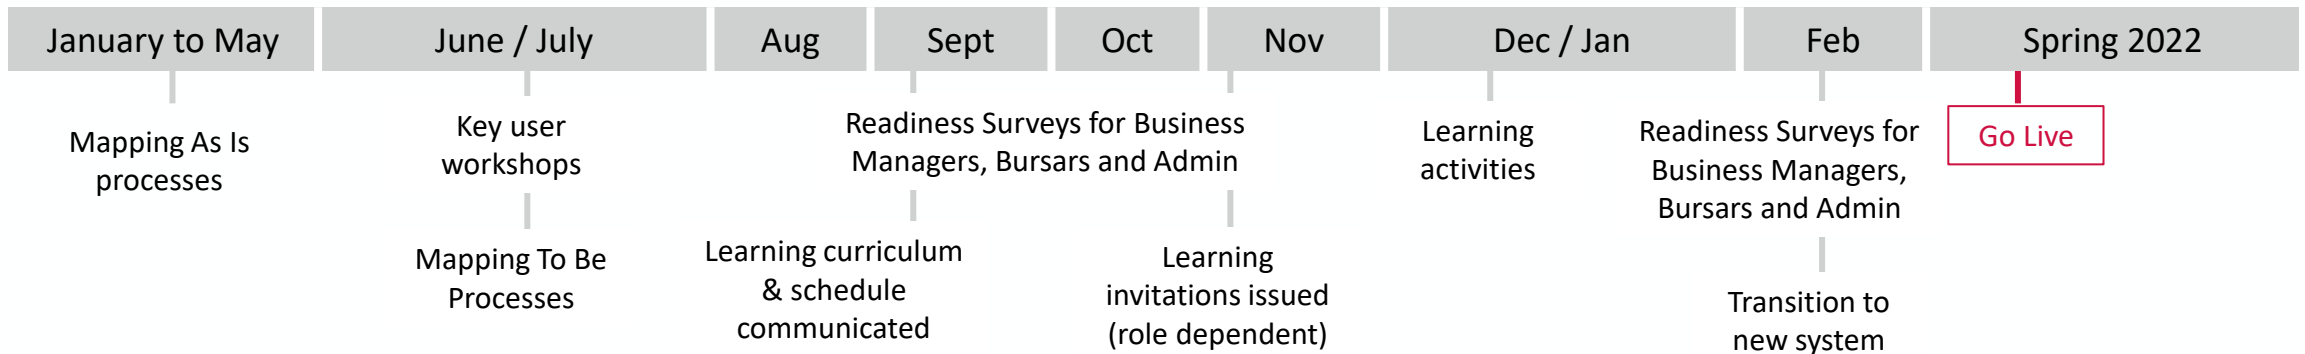 January to May
June / July
Aug
Sept
Oct
Nov
Dec / Jan
Feb
Spring 2022
Mapping As Is
processes
Key user
workshops
Mapping To Be
Processes
Readiness Surveys for Business
Managers, Bursars and Admin
Learning curriculum
& schedule
communicated
Learning
invitations issued
(role dependent)
Learning
activities
Readiness Surveys for
Business Managers,
Bursars and Admin
Transition to
new system
Go Live